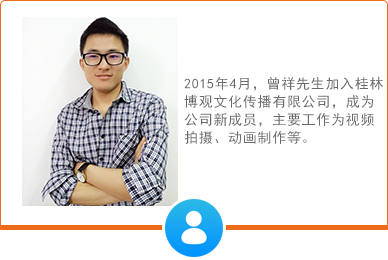 2015年4月，曾祥先生加入桂林
博观文化传播有限公司，成为
公司新成员，主要工作为视频
拍摄、动画制作等。